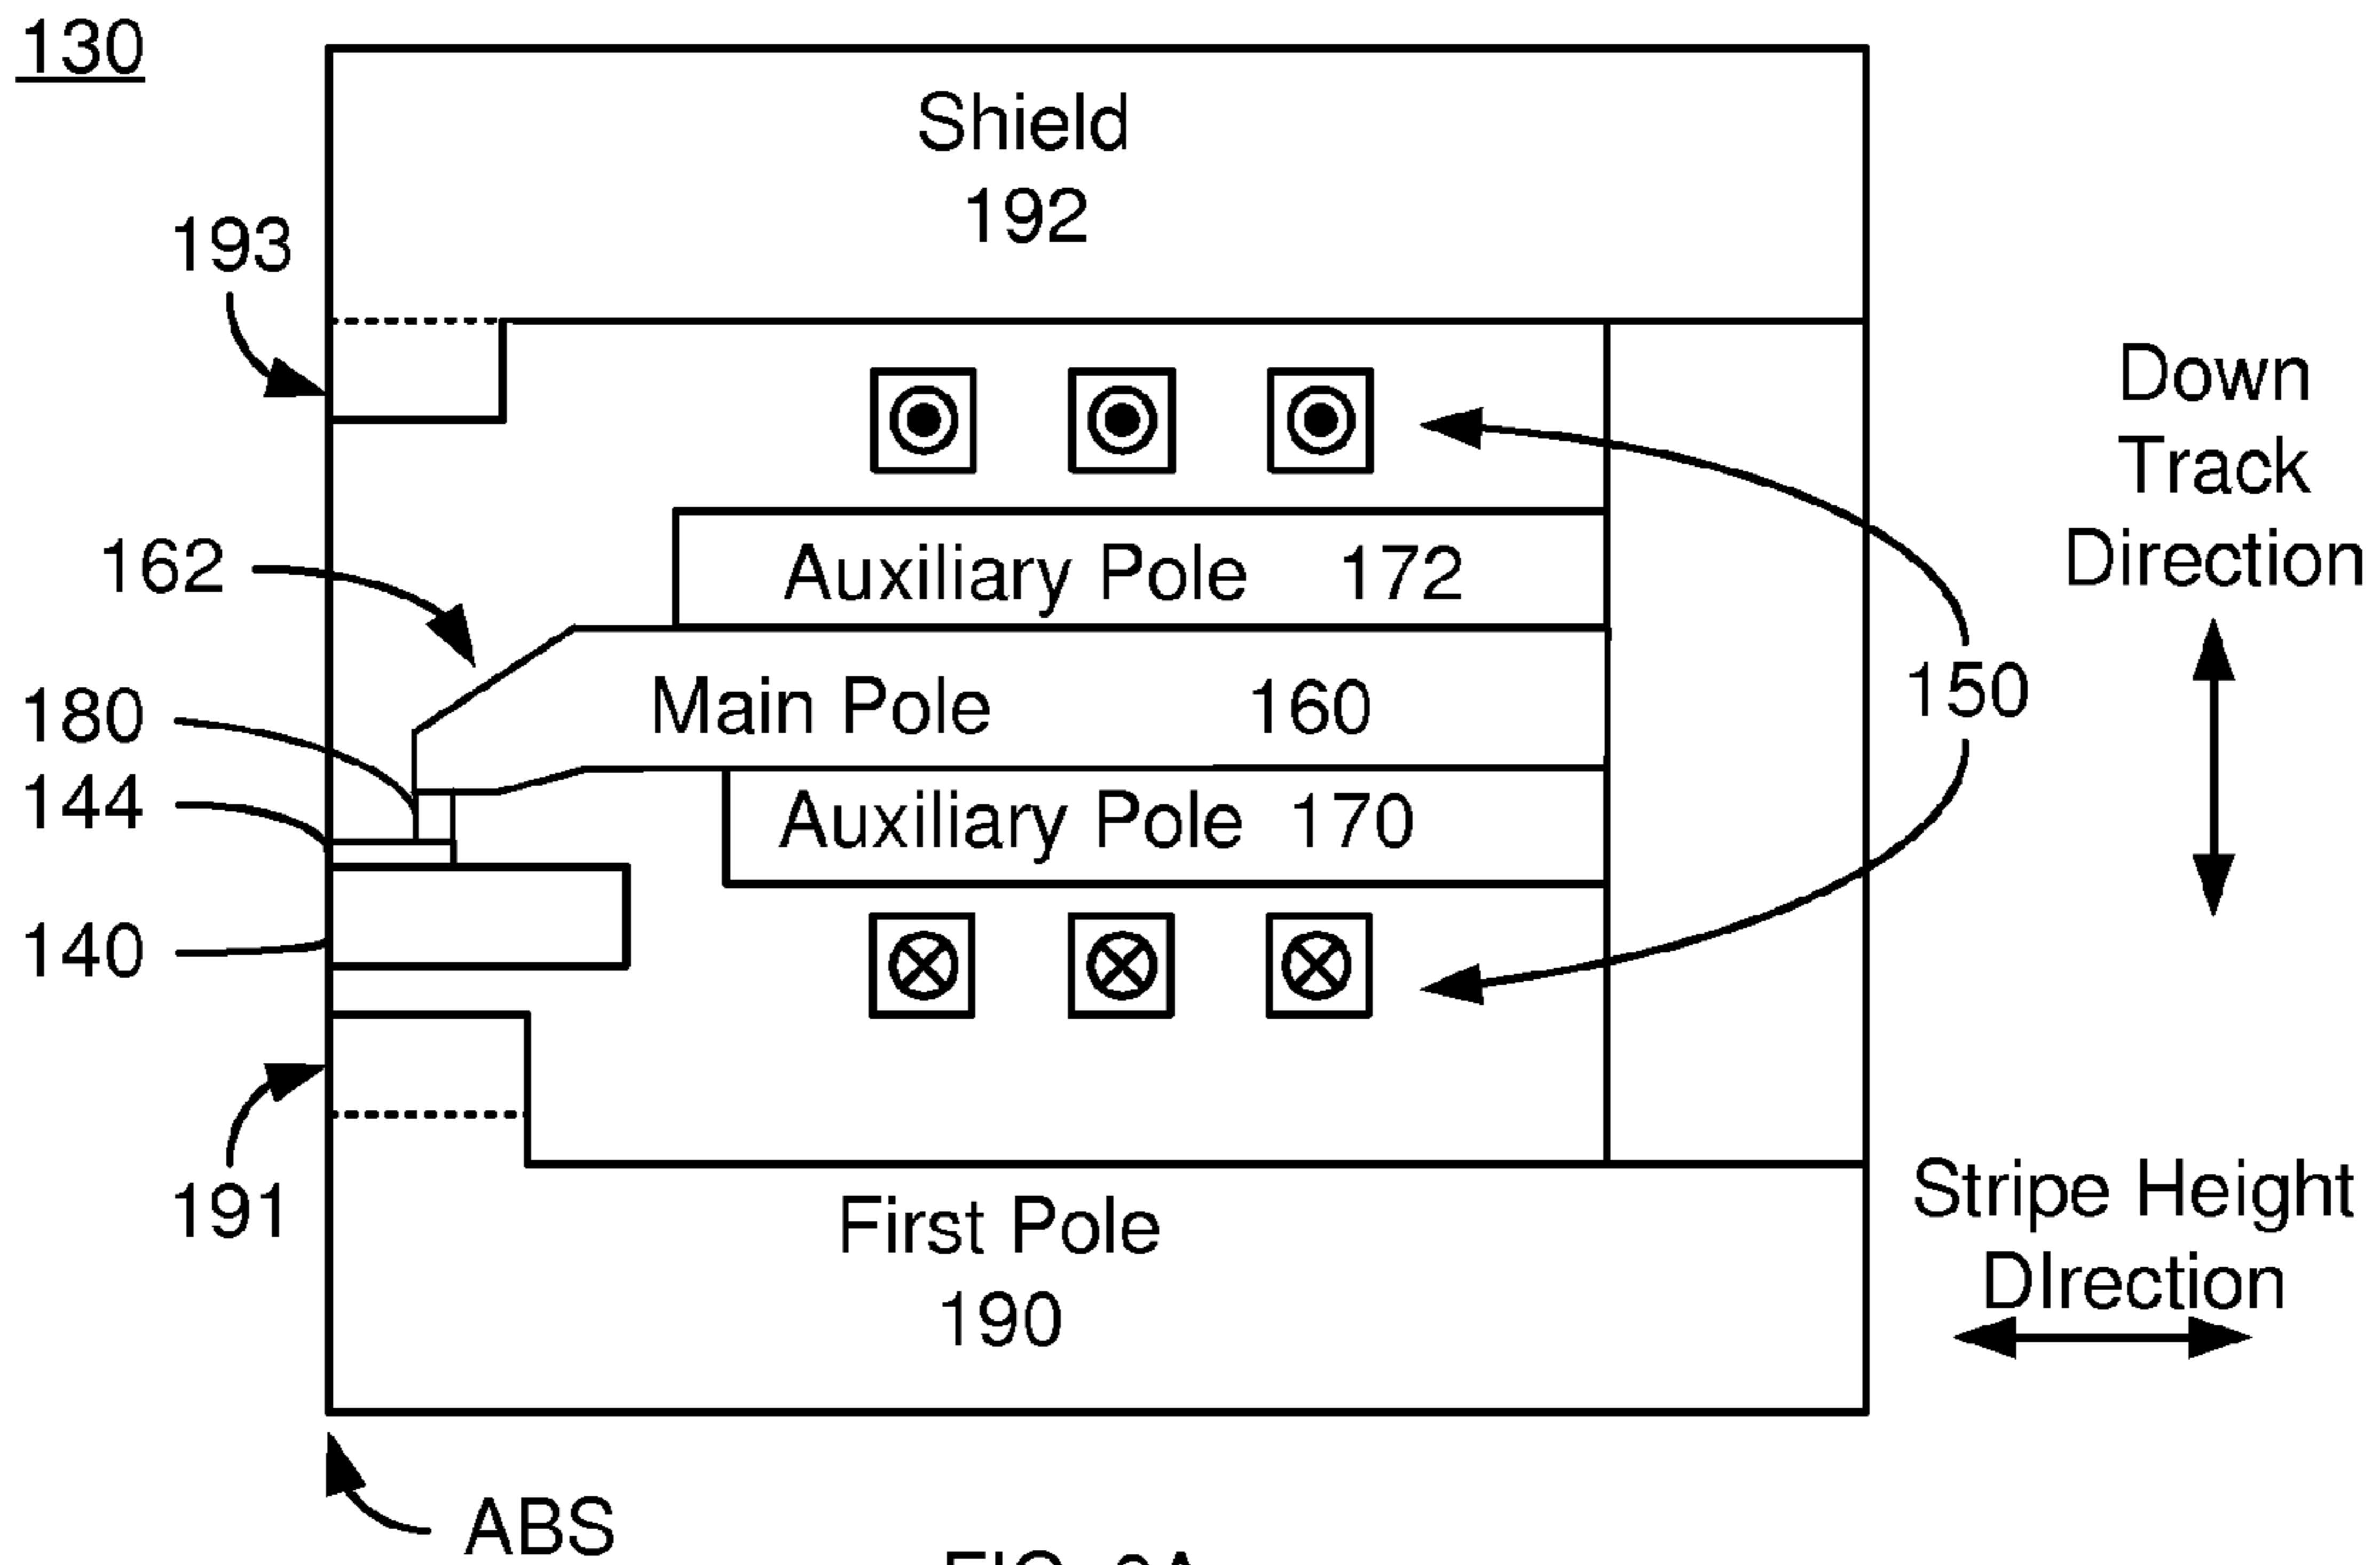 130
Shield
192
193
Down
Track
Direction
162
Auxiliary Pole 172
180
Main Pole 160
150
144
Auxiliary Pole 170
140
191
First Pole
190
Stripe Height
DIrection
ABS